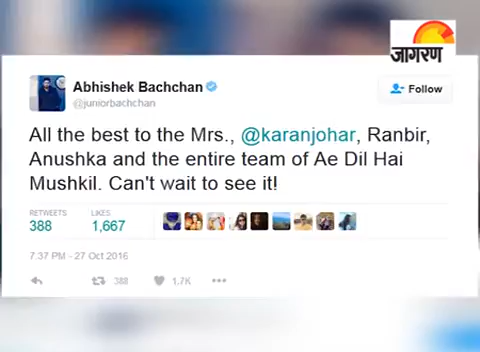 जागरण
Abhishek Bachchan
@juniorbachchan
Follow
All the best to the Mrs., @karanjohar, Ranbir,
Anushka and the entire team of Ae Dil Hai
Mushkil. Can't wait to see it!
RETWEETS LIKES
388 1,667
7:37 PM - 27 Oct 2016
388 1.7K